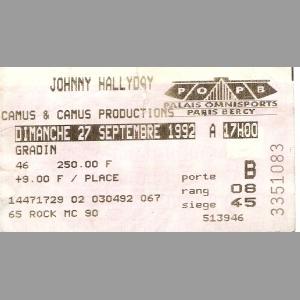 JOHNNY HALLYDAY
POPB
PALAIS OMNISPORTS
PARIS BERCY
CAMUS & CAMUS PRODUCTIONS
DIMANCHE 27 SEPTEMBRE 1992 A 17H00
GRADIN
46 250.00 F
+9.00 F / PLACE
porte B
rang 08
siege 45
14471729 02 030492 067
65 ROCK MC 90
513946
3351083